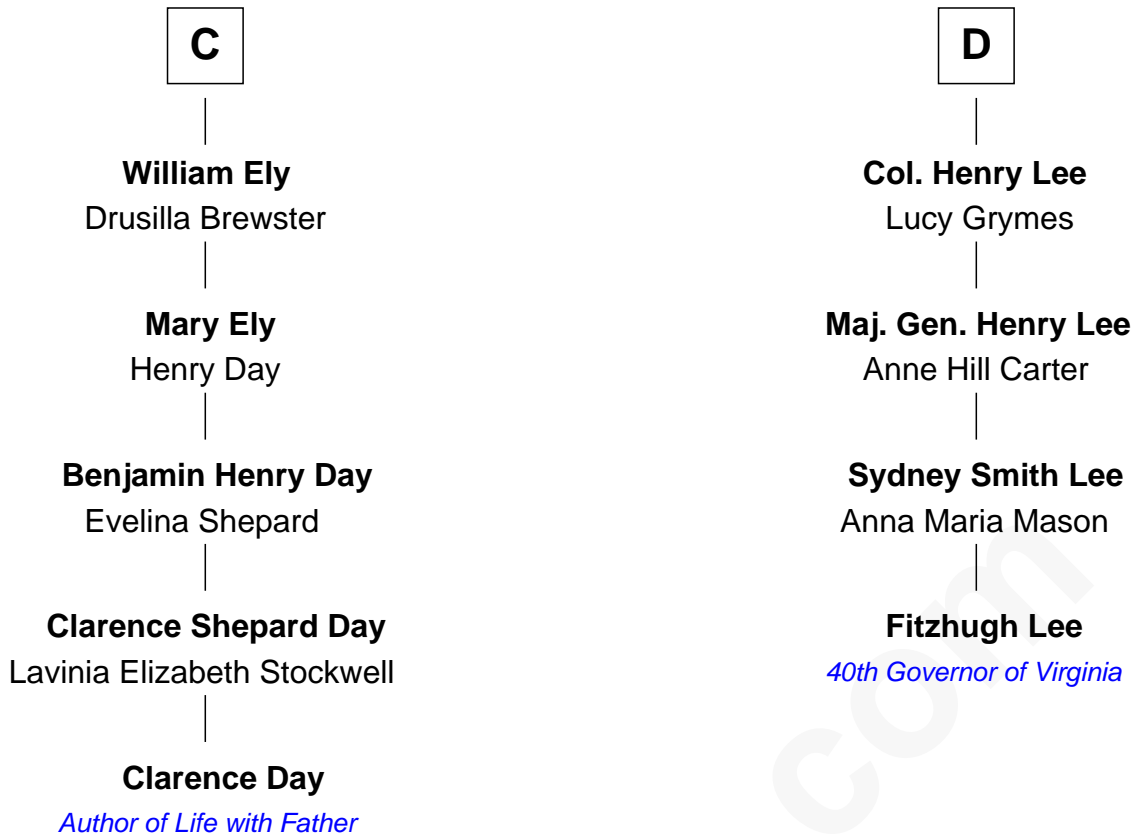 C
William Ely
Drusilla Brewster
Mary Ely
Henry Day
Benjamin Henry Day
Evelina Shepard
Clarence Shepard Day
Lavinia Elizabeth Stockwell
Clarence Day
Author of Life with Father
D
Col. Henry Lee
Lucy Grymes
Maj. Gen. Henry Lee
Anne Hill Carter
Sydney Smith Lee
Anna Maria Mason
Fitzhugh Lee
40th Governor of Virginia
com